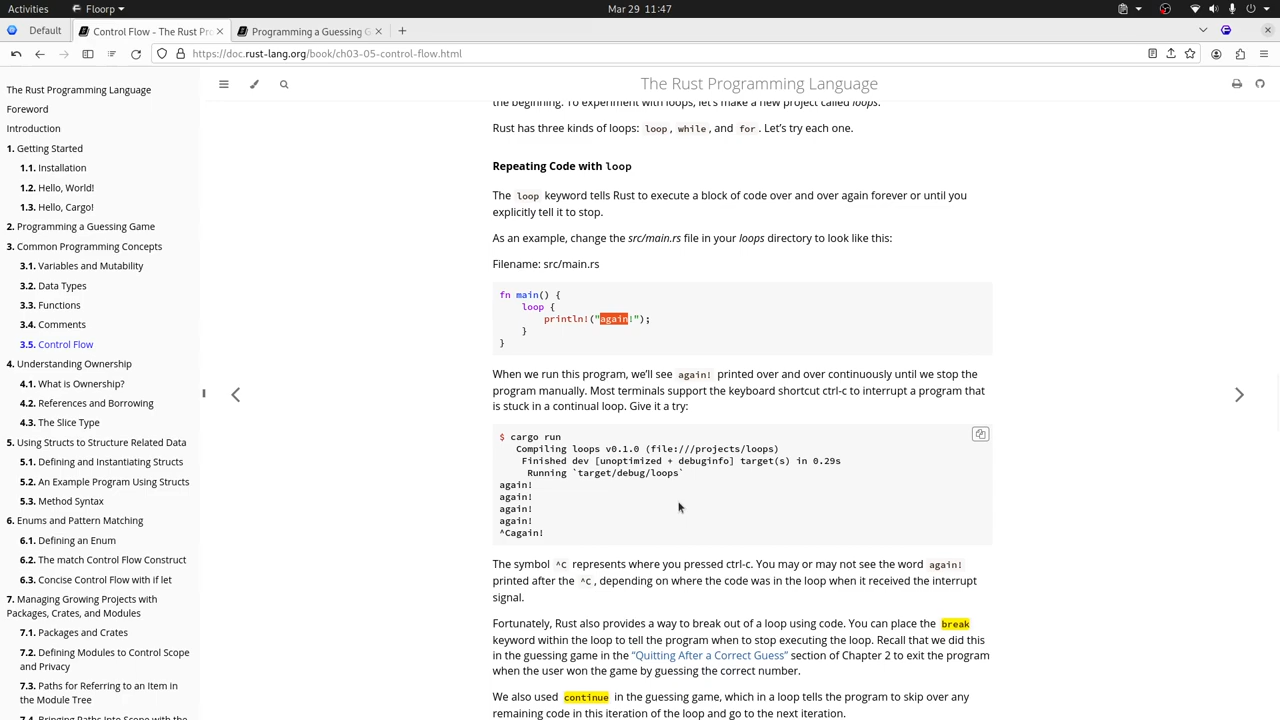 Activities
Floorp
Mar 29 11:47
Default
Control Flow - The Rust Pr
Programming a Guessing G
https://doc.rust-lang.org/book/ch03-05-control-flow.html
The Rust Programming Language
Foreword
Introduction
1. Getting Started
1.1. Installation
1.2. Hello, World!
1.3. Hello, Cargo!
2. Programming a Guessing Game
3. Common Programming Concepts
3.1. Variables and Mutability
3.2. Data Types
3.3. Functions
3.4. Comments
3.5. Control Flow
4. Understanding Ownership
4.1. What is Ownership?
4.2. References and Borrowing
4.3. The Slice Type
5. Using Structs to Structure Related Data
5.1. Defining and Instantiating Structs
5.2. An Example Program Using Structs
5.3. Method Syntax
6. Enums and Pattern Matching
6.1. Defining an Enum
6.2. The match Control Flow Construct
6.3. Concise Control Flow with if let
7. Managing Growing Projects with
Packages, Crates, and Modules
7.1. Packages and Crates
7.2. Defining Modules to Control Scope
and Privacy
7.3. Paths for Referring to an Item in
the Module Tree
7.4. Bringing Paths Into Scope with the
The Rust Programming Language
the beginning. To experiment with loops, let's make a new project called loops.
Rust has three kinds of loops: loop, while, and for. Let’s try each one.
Repeating Code with loop
The loop keyword tells Rust to execute a block of code over and over again forever or until you
explicitly tell it to stop.
As an example, change the src/main.rs file in your loops directory to look like this:
Filename: src/main.rs
fn main() {
    loop {
        println!("again!");
    }
}
When we run this program, we’ll see again! printed over and over continuously until we stop the
program manually. Most terminals support the keyboard shortcut ctrl-c to interrupt a program that
is stuck in a continual loop. Give it a try:
$ cargo run
   Compiling loops v0.1.0 (file:///projects/loops)
    Finished dev [unoptimized + debuginfo] target(s) in 0.29s
     Running `target/debug/loops`
again!
again!
again!
again!
^Cagain!
The symbol ^C represents where you pressed ctrl-c. You may or may not see the word again!
printed after the ^C, depending on where the code was in the loop when it received the interrupt
signal.
Fortunately, Rust also provides a way to break out of a loop using code. You can place the break
keyword within the loop to tell the program when to stop executing the loop. Recall that we did this
in the guessing game in the “Quitting After a Correct Guess” section of Chapter 2 to exit the program
when the user won the game by guessing the correct number.
We also used continue in the guessing game, which in a loop tells the program to skip over any
remaining code in this iteration of the loop and go to the next iteration.